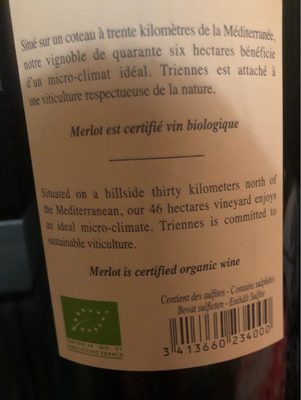 Situé sur un coteau à trente kilomètres de la Méditerranée,
notre vignoble de quarante six hectares bénéficie
d'un micro-climat idéal. Triennes est attaché à
une viticulture respectueuse de la nature.
Merlot est certifié vin biologique
Situated on a hillside thirty kilometers north of
the Mediterranean, our 46 hectares vineyard enjoys
an ideal micro-climate. Triennes is committed to
sustainable viticulture.
Merlot is certified organic wine
Contient des sulfites - Contains sulphites
Bevat sulfieten - Enthält Sulfite
3 413660 234000
AGRICULTURE FRANCE